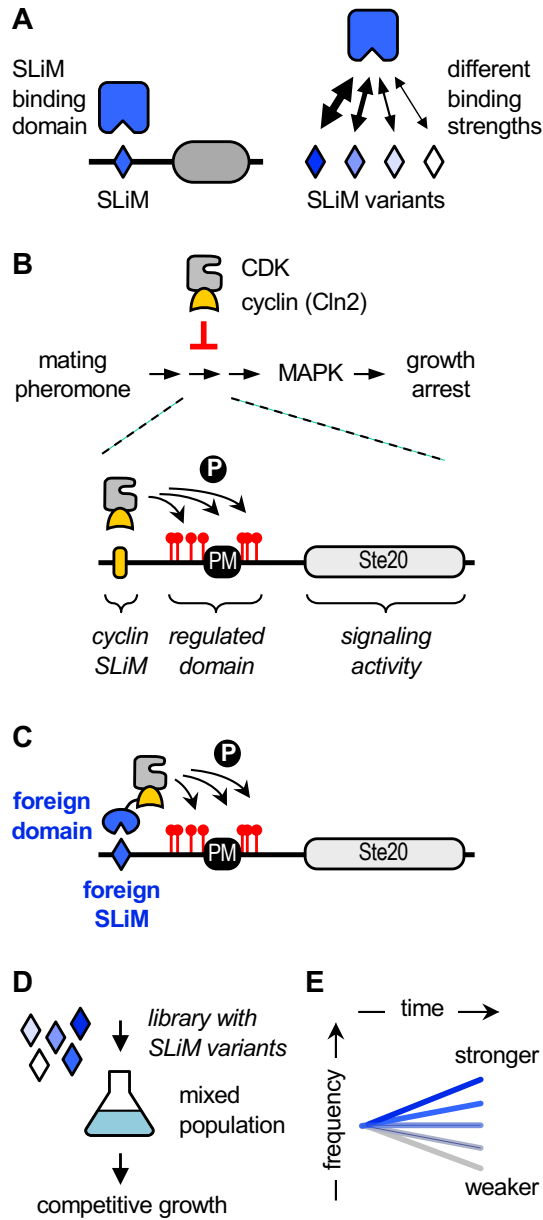 A
SLiM
binding
domain
SLiM
different
binding
strengths
SLiM variants
B
CDK
cyclin (Cln2)
mating
pheromone
MAPK
growth
arrest
P
PM
Ste20
cyclin
SLiM
regulated
domain
signaling
activity
C
P
foreign
domain
PM
Ste20
foreign
SLiM
D
library with
SLiM variants
mixed
population
competitive growth
E
time
frequency
stronger
weaker